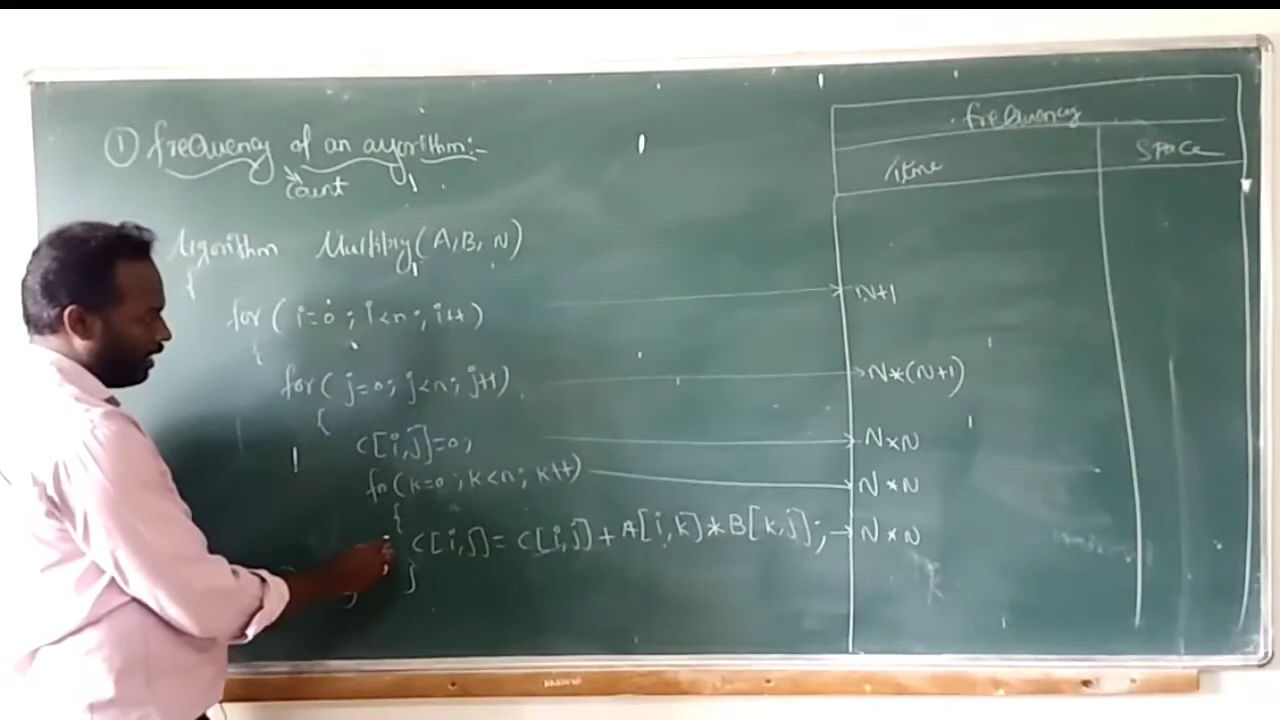 ① frequency of an algorithm:-
Count
Algorithm Multiply(A,B,N)
{
for ( i=0 ; i<n ; i++ )
{
for ( j=0; j<n; j++)
{
c[i,j]=0;
for (k=0 ; k<n ; k++)
{
c[i,j] = c[i,j] + A[i,k]*B[k,j];
}
frequency
Time
Space
N+1
N*(N+1)
N*N
N*N
N*N